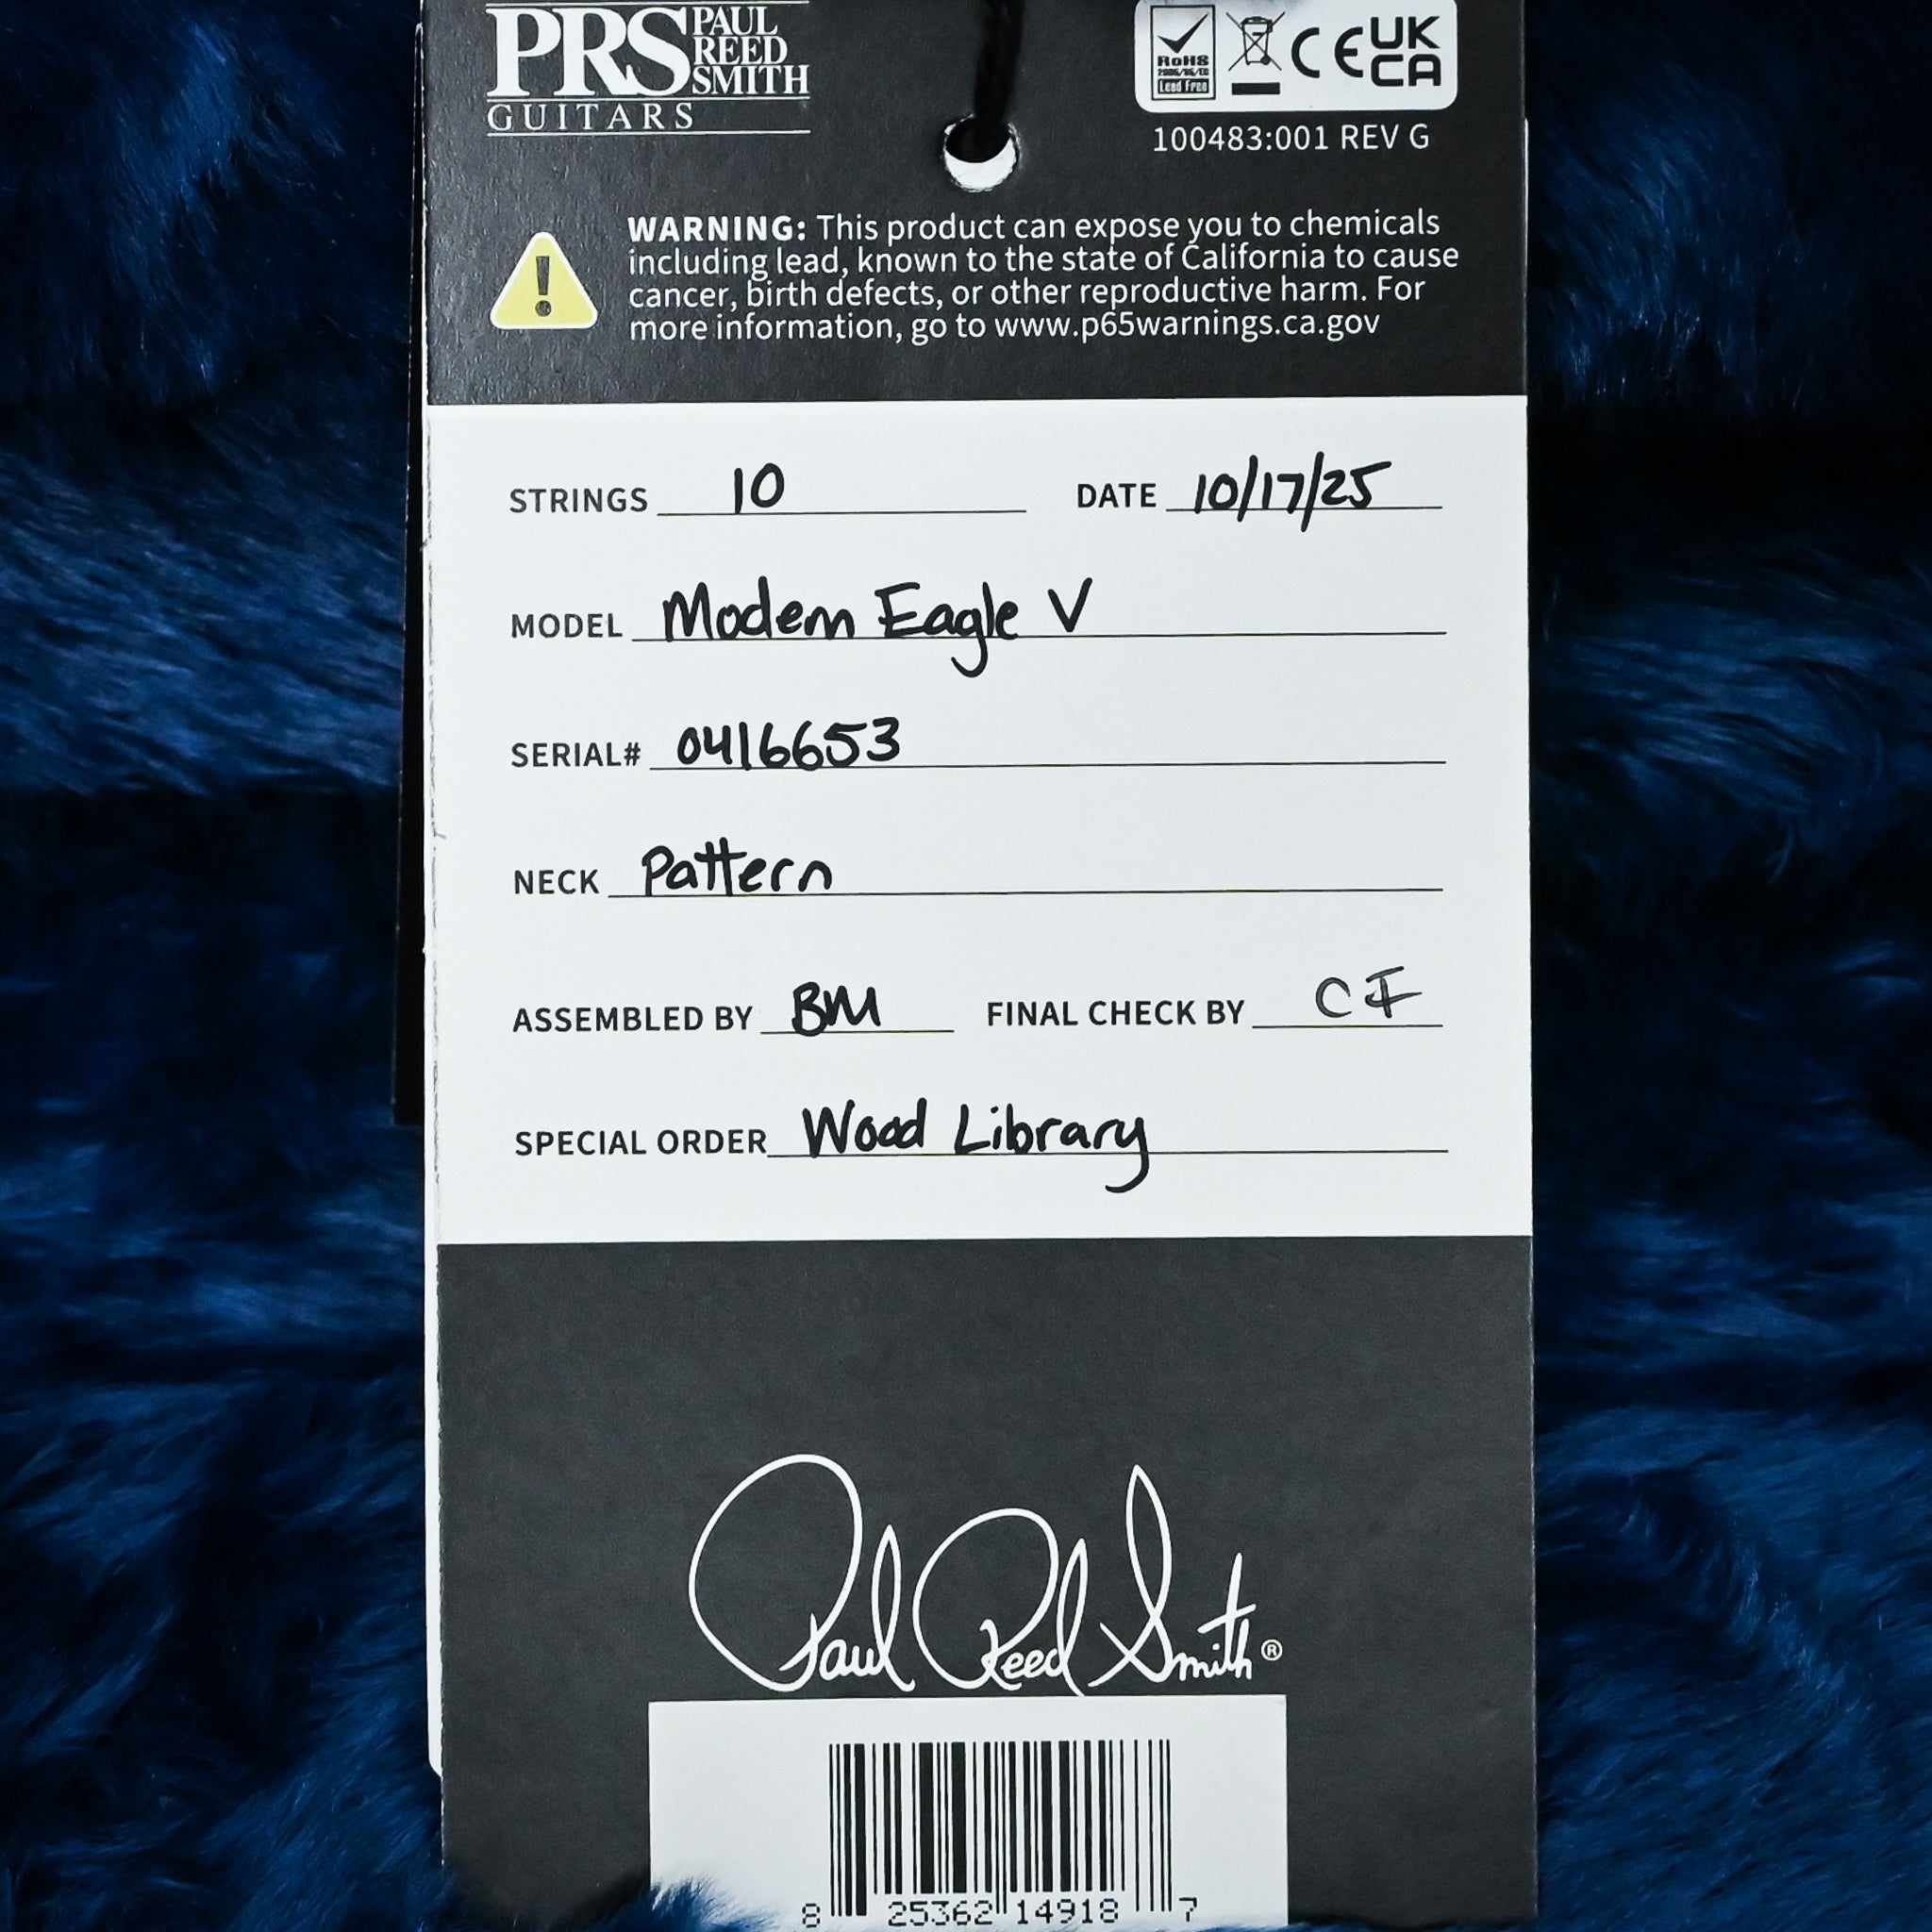 PRS PAUL
REED
SMITH
GUITARS
RoHS
2006/95/EC
Lead Free
CE UK
CA
100483:001 REV G
WARNING: This product can expose you to chemicals
including lead, known to the state of California to cause
cancer, birth defects, or other reproductive harm. For
more information, go to www.p65warnings.ca.gov
STRINGS 10 DATE 10/17/25
MODEL Modern Eagle V
SERIAL# 0416653
NECK Pattern
ASSEMBLED BY BM FINAL CHECK BY CF
SPECIAL ORDER Wood Library
Paul Reed Smith®
8 25362 14918 7